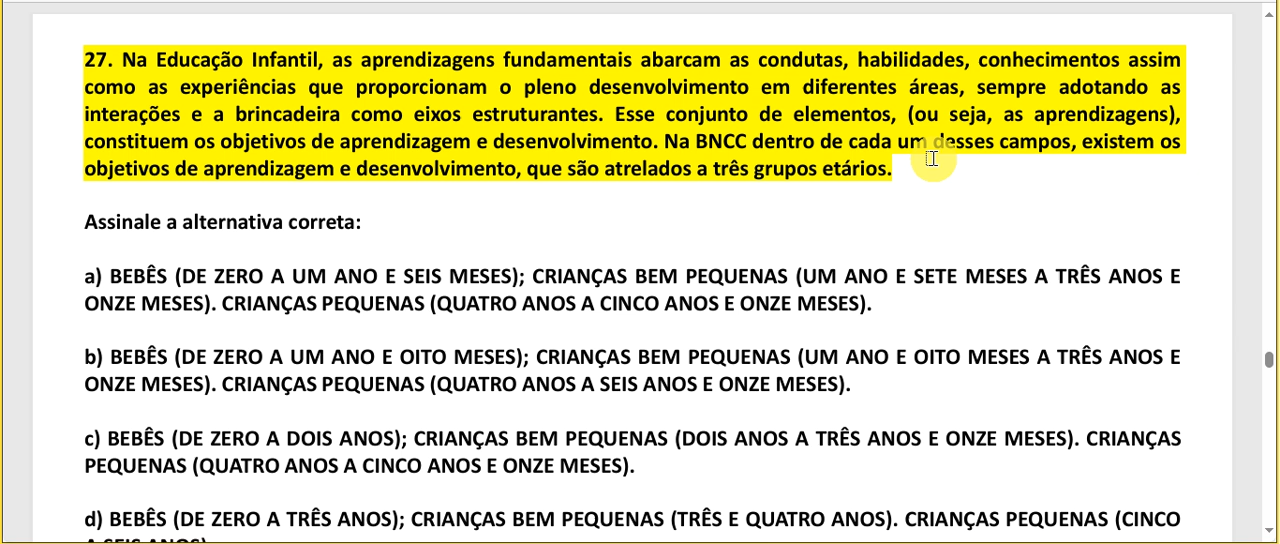 27. Na Educação Infantil, as aprendizagens fundamentais abarcam as condutas, habilidades, conhecimentos assim
como as experiências que proporcionam o pleno desenvolvimento em diferentes áreas, sempre adotando as
interações e a brincadeira como eixos estruturantes. Esse conjunto de elementos, (ou seja, as aprendizagens),
constituem os objetivos de aprendizagem e desenvolvimento. Na BNCC dentro de cada um desses campos, existem os
objetivos de aprendizagem e desenvolvimento, que são atrelados a três grupos etários.
Assinale a alternativa correta:
a) BEBÊS (DE ZERO A UM ANO E SEIS MESES); CRIANÇAS BEM PEQUENAS (UM ANO E SETE MESES A TRÊS ANOS E
ONZE MESES). CRIANÇAS PEQUENAS (QUATRO ANOS A CINCO ANOS E ONZE MESES).
b) BEBÊS (DE ZERO A UM ANO E OITO MESES); CRIANÇAS BEM PEQUENAS (UM ANO E OITO MESES A TRÊS ANOS E
ONZE MESES). CRIANÇAS PEQUENAS (QUATRO ANOS A SEIS ANOS E ONZE MESES).
c) BEBÊS (DE ZERO A DOIS ANOS); CRIANÇAS BEM PEQUENAS (DOIS ANOS A TRÊS ANOS E ONZE MESES). CRIANÇAS
PEQUENAS (QUATRO ANOS A CINCO ANOS E ONZE MESES).
d) BEBÊS (DE ZERO A TRÊS ANOS); CRIANÇAS BEM PEQUENAS (TRÊS E QUATRO ANOS). CRIANÇAS PEQUENAS (CINCO
A SEIS ANOS)